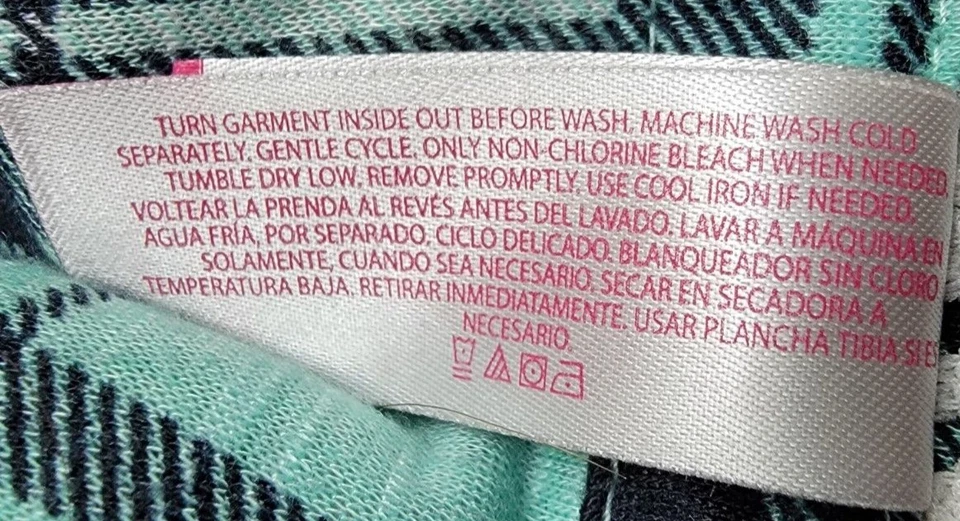 TURN GARMENT INSIDE OUT BEFORE WASH. MACHINE WASH COLD
SEPARATELY. GENTLE CYCLE. ONLY NON-CHLORINE BLEACH WHEN NEEDED
TUMBLE DRY LOW. REMOVE PROMPTLY. USE COOL IRON IF NEEDED.
VOLTEAR LA PRENDA AL REVÉS ANTES DEL LAVADO. LAVAR A MÁQUINA EN
AGUA FRÍA, POR SEPARADO. CICLO DELICADO. BLANQUEADOR SIN CLORO
SOLAMENTE, CUANDO SEA NECESARIO. SECAR EN SECADORA A
TEMPERATURA BAJA. RETIRAR INMEDIATAMENTE. USAR PLANCHA TIBIA SI ES
NECESARIO.